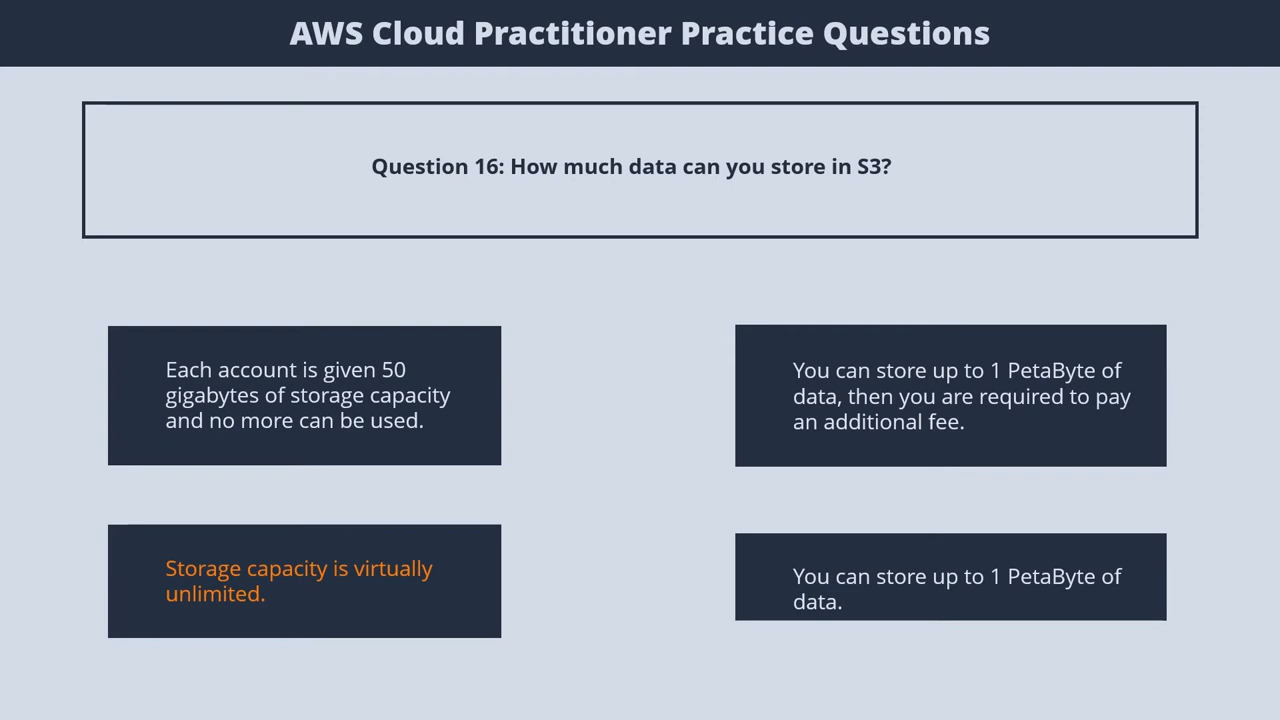 AWS Cloud Practitioner Practice Questions
Question 16: How much data can you store in S3?
Each account is given 50
gigabytes of storage capacity
and no more can be used.
You can store up to 1 PetaByte of
data, then you are required to pay
an additional fee.
Storage capacity is virtually
unlimited.
You can store up to 1 PetaByte of
data.